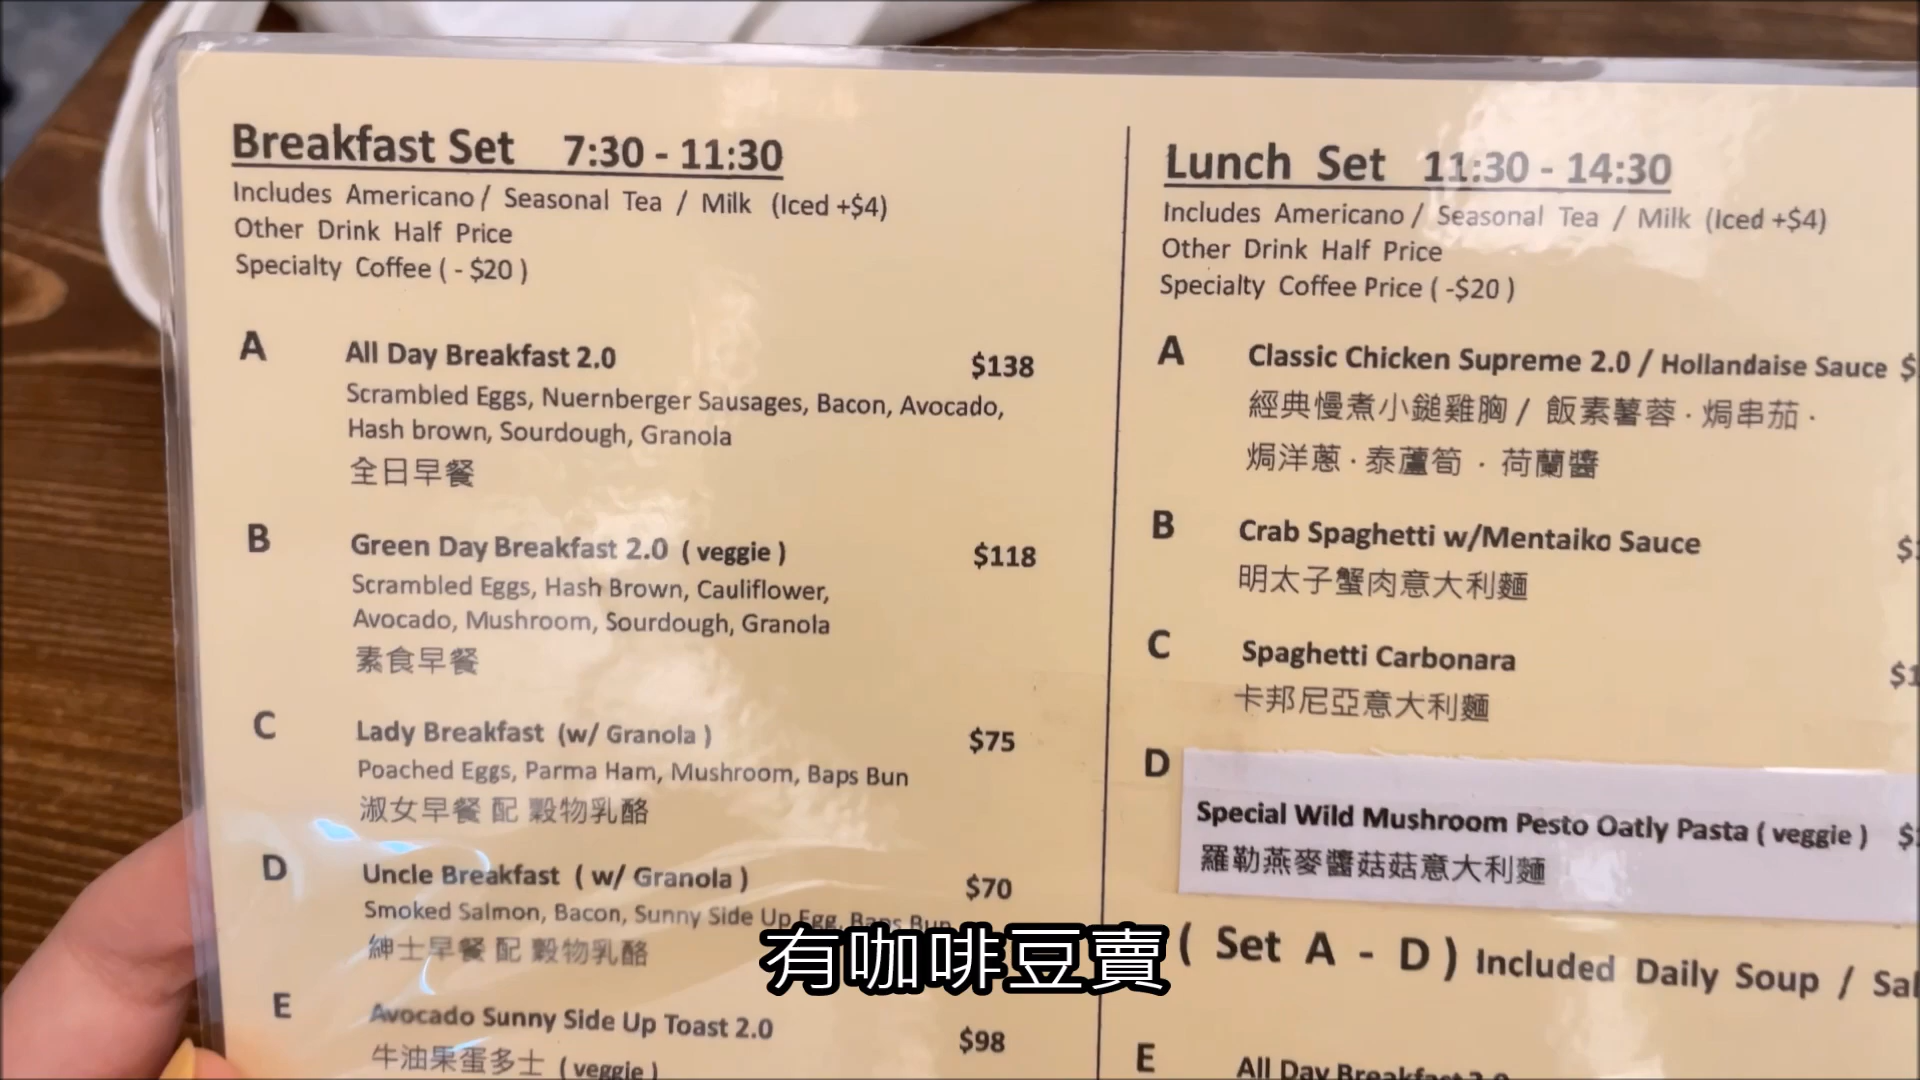 Breakfast Set 7:30 - 11:30
Includes Americano / Seasonal Tea / Milk (Iced +$4)
Other Drink Half Price
Specialty Coffee ( - $20 )
A All Day Breakfast 2.0 $138
Scrambled Eggs, Nuernberger Sausages, Bacon, Avocado,
Hash brown, Sourdough, Granola
全日早餐
B Green Day Breakfast 2.0 ( veggie ) $118
Scrambled Eggs, Hash Brown, Cauliflower,
Avocado, Mushroom, Sourdough, Granola
素食早餐
C Lady Breakfast (w/ Granola ) $75
Poached Eggs, Parma Ham, Mushroom, Baps Bun
淑女早餐 配 穀物乳酪
D Uncle Breakfast ( w/ Granola ) $70
Smoked Salmon, Bacon, Sunny Side Up Egg, Baps Bun
紳士早餐 配 穀物乳酪
E Avocado Sunny Side Up Toast 2.0 $98
牛油果蛋多士 ( veggie )
Lunch Set 11:30 - 14:30
Includes Americano / Seasonal Tea / Milk (Iced +$4)
Other Drink Half Price
Specialty Coffee Price ( -$20 )
A Classic Chicken Supreme 2.0 / Hollandaise Sauce $
經典慢煮小鎚雞胸 / 飯素薯蓉 · 焗串茄 ·
焗洋蔥 · 泰蘆筍 · 荷蘭醬
B Crab Spaghetti w/Mentaiko Sauce $
明太子蟹肉意大利麵
C Spaghetti Carbonara $1
卡邦尼亞意大利麵
D
Special Wild Mushroom Pesto Oatly Pasta ( veggie ) $
羅勒燕麥醬菇菇意大利麵
( Set A - D ) Included Daily Soup /
E All Day Breakfast 2.0
有咖啡豆賣